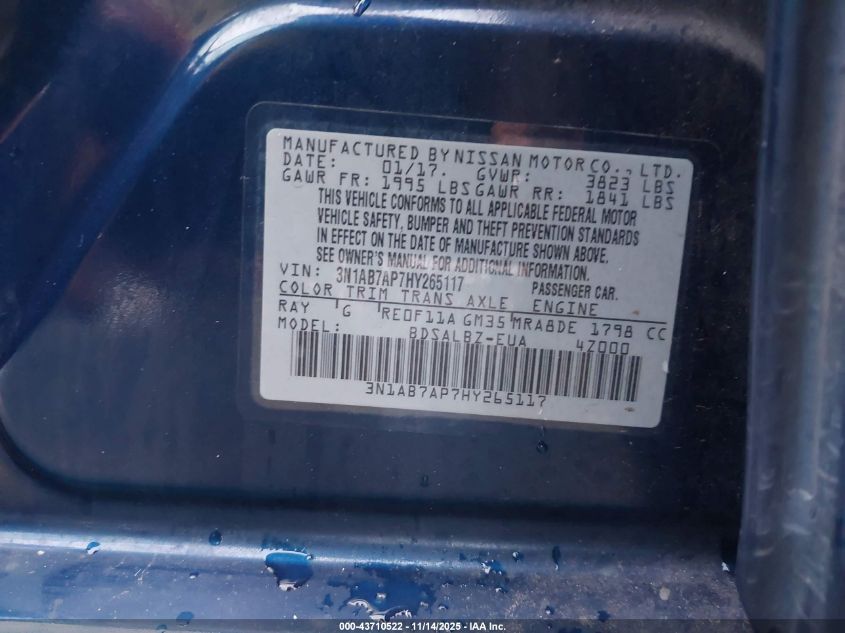 MANUFACTURED BY NISSAN MOTOR CO., LTD.
DATE: 01/17. GVWR: 3823 LBS
GAWR FR: 1995 LBS GAWR RR: 1841 LBS
THIS VEHICLE CONFORMS TO ALL APPLICABLE FEDERAL MOTOR
VEHICLE SAFETY, BUMPER AND THEFT PREVENTION STANDARDS
IN EFFECT ON THE DATE OF MANUFACTURE SHOWN ABOVE.
SEE OWNER'S MANUAL FOR ADDITIONAL INFORMATION.
VIN: 3N1AB7AP7HY265117 PASSENGER CAR.
COLOR TRIM TRANS AXLE ENGINE
RAY 'G 'RE0F11A GM35'MRA8DE 1798 CC
MODEL: BDSALBZ-EUA 4Z000
3N1AB7AP7HY265117
000-43710522 - 11/14/2025 - IAA Inc.